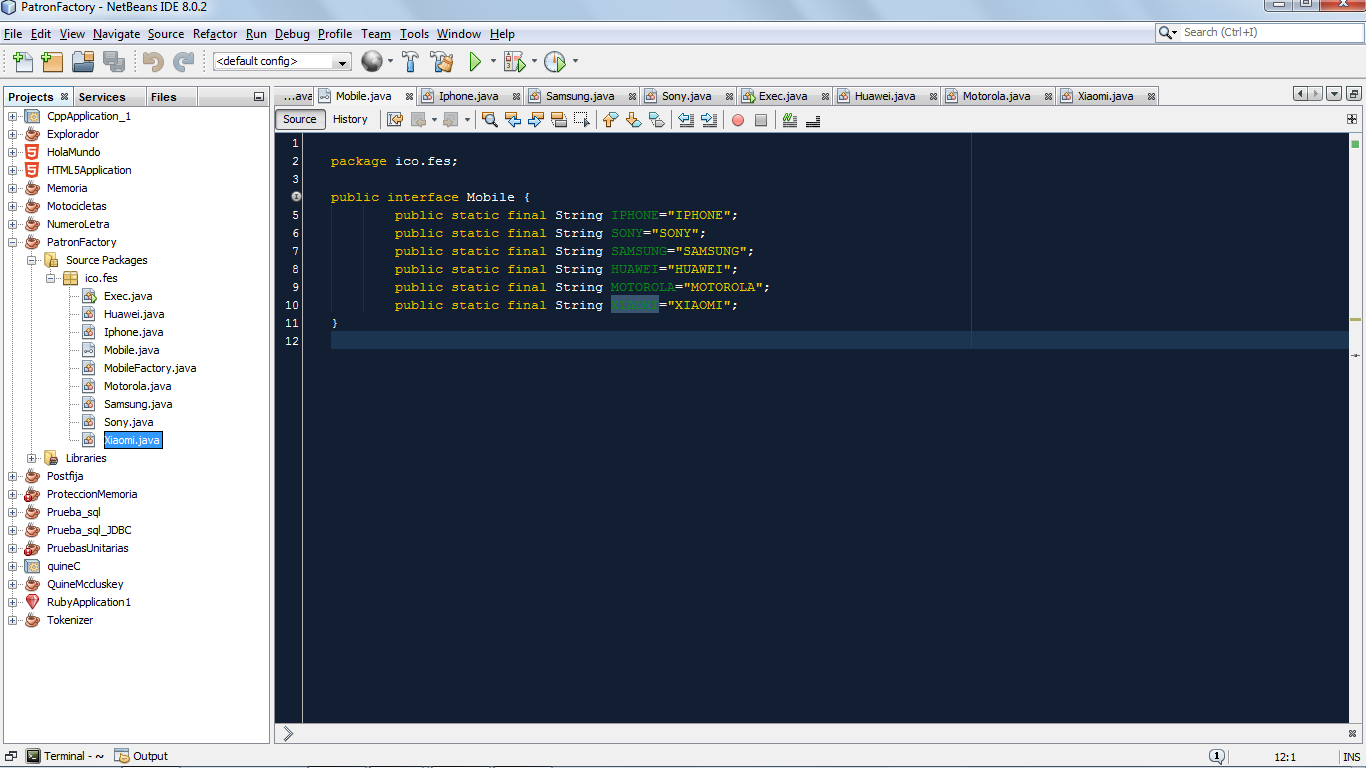 PatronFactory - NetBeans IDE 8.0.2
File Edit View Navigate Source Refactor Run Debug Profile Team Tools Window Help
Search (Ctrl+I)
<default config>
Projects Services Files
...ava Mobile.java Iphone.java Samsung.java Sony.java Exec.java Huawei.java Motorola.java Xiaomi.java
Source History
CppApplication_1
Explorador
HolaMundo
HTML5Application
Memoria
Motocicletas
NumeroLetra
PatronFactory
Source Packages
ico.fes
Exec.java
Huawei.java
Iphone.java
Mobile.java
MobileFactory.java
Motorola.java
Samsung.java
Sony.java
Xiaomi.java
Libraries
Postfija
ProteccionMemoria
Prueba_sql
Prueba_sql_JDBC
PruebasUnitarias
quineC
QuineMccluskey
RubyApplication1
Tokenizer
1
2 package ico.fes;
3
public interface Mobile {
5 public static final String IPHONE="IPHONE";
6 public static final String SONY="SONY";
7 public static final String SAMSUNG="SAMSUNG";
8 public static final String HUAWEI="HUAWEI";
9 public static final String MOTOROLA="MOTOROLA";
10 public static final String XIAOMI="XIAOMI";
11 }
12
Terminal - ~ Output
1 12:1 INS